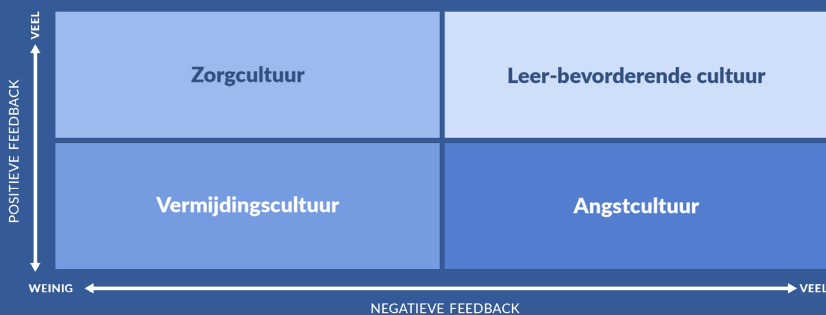 VEEL
POSITIEVE FEEDBACK
Zorgcultuur
Leer-bevorderende cultuur
Vermijdingscultuur
Angstcultuur
WEINIG
VEEL
NEGATIEVE FEEDBACK